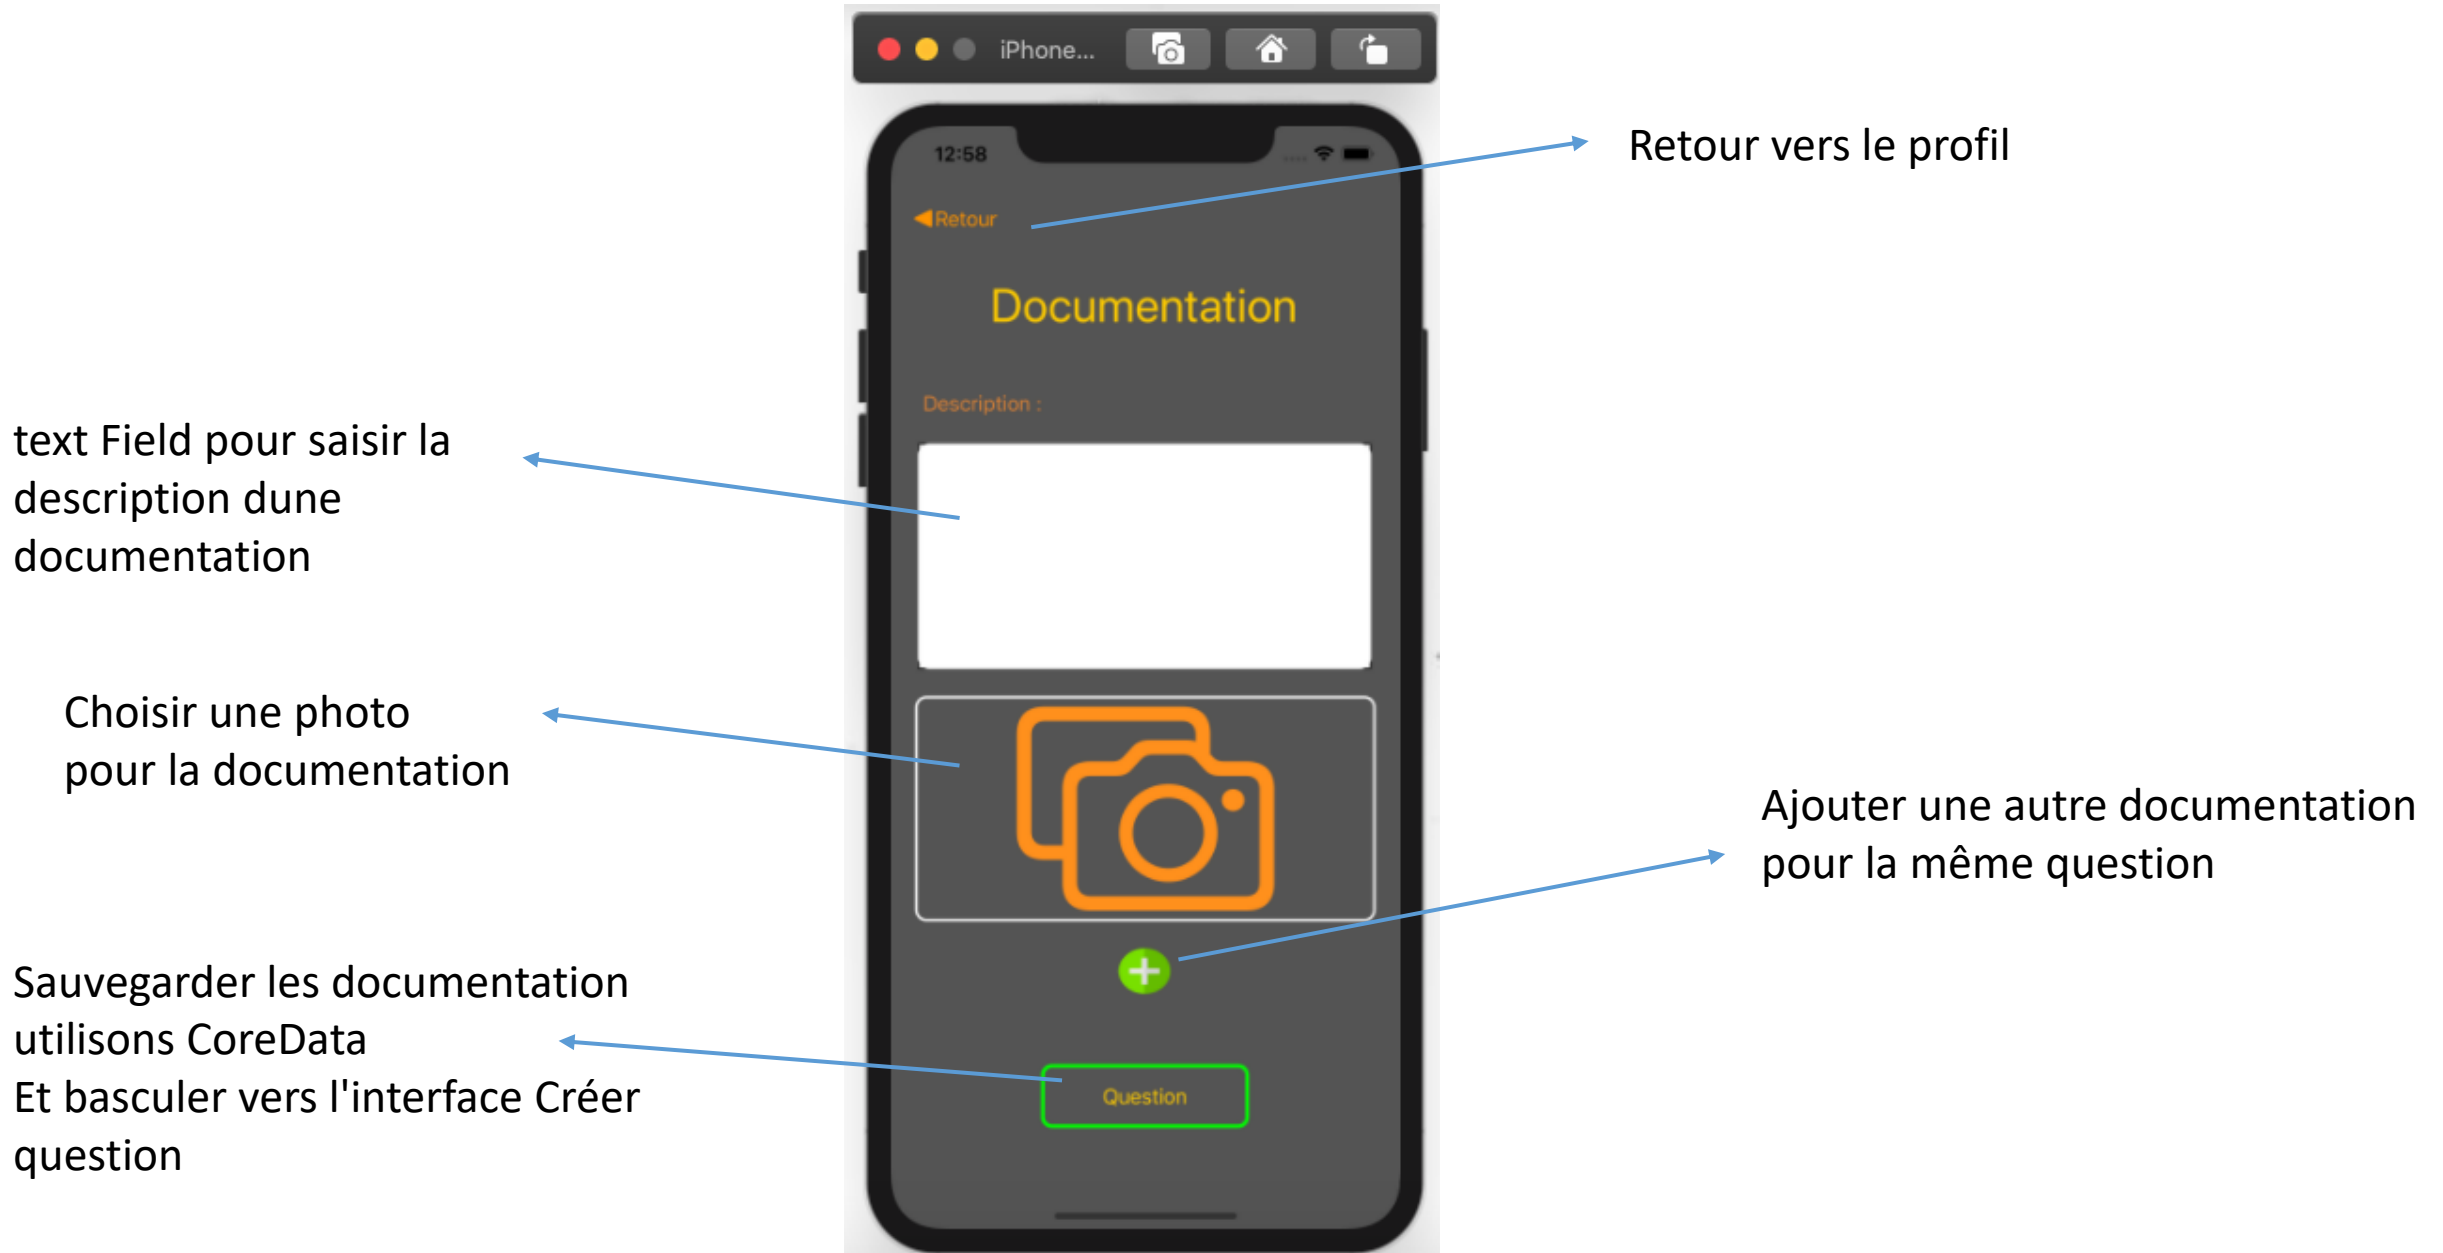 iPhone...
12:58
Retour
Documentation
Description :
Question
Retour vers le profil
text Field pour saisir la
description dune
documentation
Choisir une photo
pour la documentation
Ajouter une autre documentation
pour la même question
Sauvegarder les documentation
utilisons CoreData
Et basculer vers l'interface Créer
question